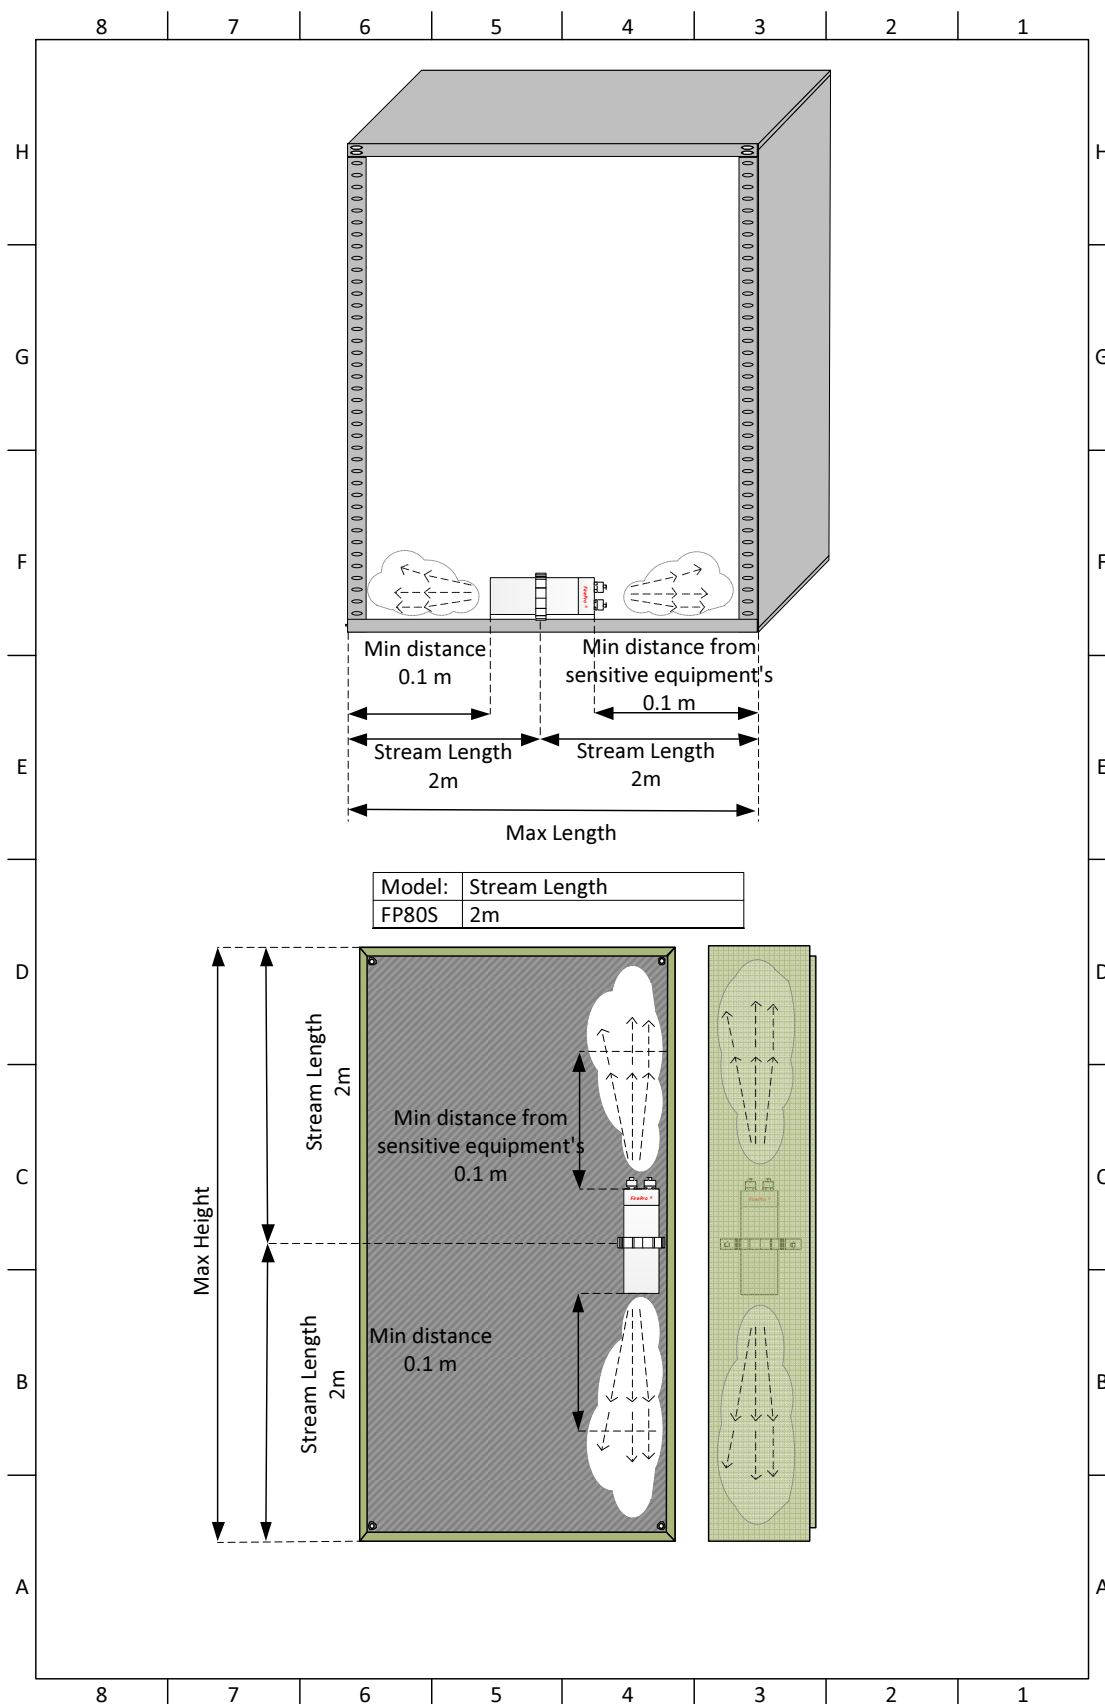 8 7 6 5 4 3 2 1
H H
G G
F F
FirePro ®
Min distance
0.1 m
Min distance from
sensitive equipment's
0.1 m
E E
Stream Length
2m
Stream Length
2m
Max Length
Model: Stream Length
FP80S 2m
D D
Stream Length
2m
Min distance from
sensitive equipment's
0.1 m
C C
FirePro ®
FirePro ®
Max Height
Stream Length
2m
Min distance
0.1 m
B B
A A
8 7 6 5 4 3 2 1